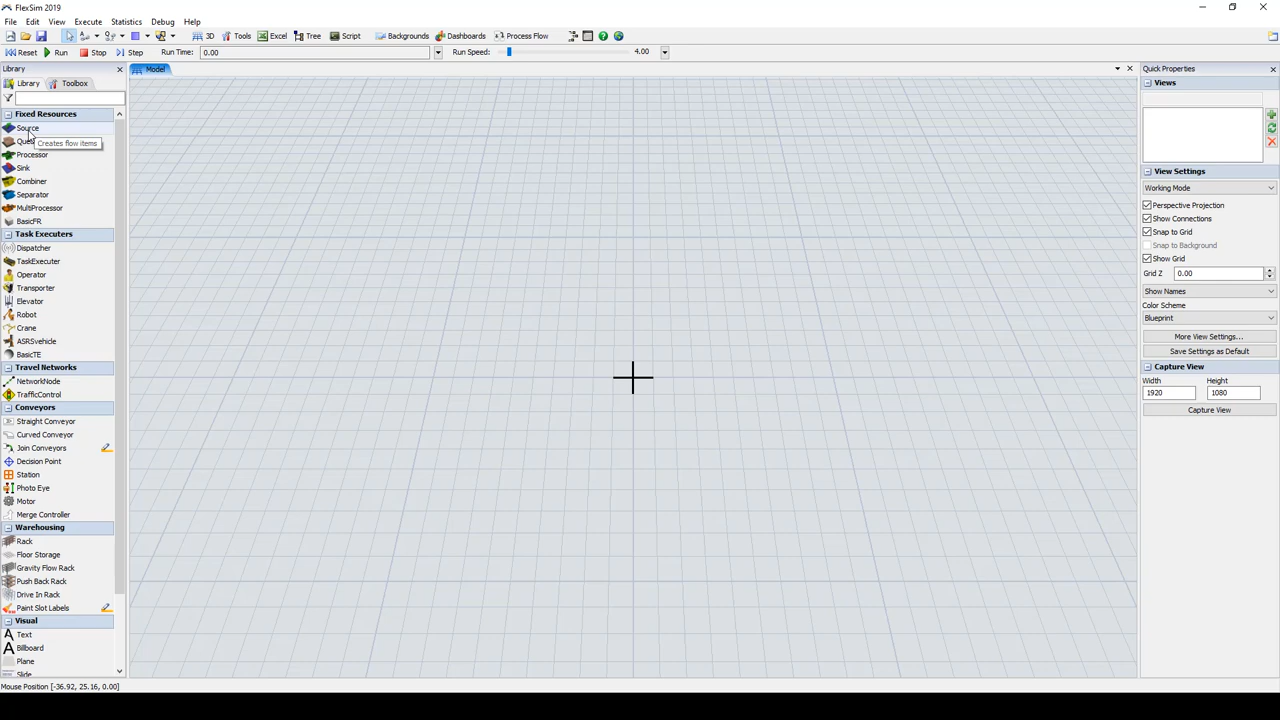 FlexSim 2019
File Edit View Execute Statistics Debug Help
3D Tools Excel Tree Script Backgrounds Dashboards Process Flow
Reset Run Stop Step Run Time: 0.00 Run Speed: 4.00
Library
Library Toolbox
Fixed Resources
Source
Creates flow items
Processor
Sink
Combiner
Separator
MultiProcessor
BasicFR
Task Executers
Dispatcher
TaskExecuter
Operator
Transporter
Elevator
Robot
Crane
ASRSvehicle
BasicTE
Travel Networks
NetworkNode
TrafficControl
Conveyors
Straight Conveyor
Curved Conveyor
Join Conveyors
Decision Point
Station
Photo Eye
Motor
Merge Controller
Warehousing
Rack
Floor Storage
Gravity Flow Rack
Push Back Rack
Drive In Rack
Paint Slot Labels
Visual
Text
Billboard
Plane
Slide
Model
Quick Properties
Views
View Settings
Working Mode
Perspective Projection
Show Connections
Snap to Grid
Snap to Background
Show Grid
Grid Z 0.00
Show Names
Color Scheme
Blueprint
More View Settings...
Save Settings as Default
Capture View
Width Height
1920 1080
Capture View
Mouse Position [-36.92, 25.16, 0.00]